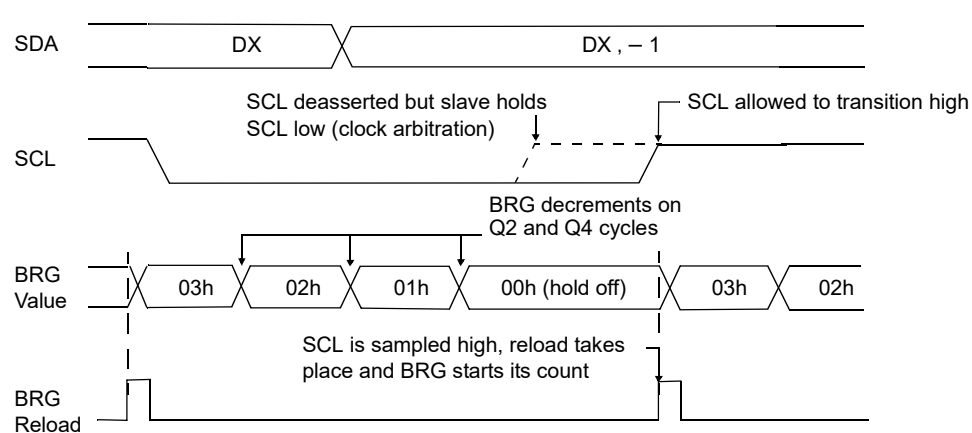 SDA
DX
DX , – 1
SCL deasserted but slave holds
SCL low (clock arbitration)
SCL allowed to transition high
SCL
BRG decrements on
Q2 and Q4 cycles
BRG
Value
03h
02h
01h
00h (hold off)
03h
02h
SCL is sampled high, reload takes
place and BRG starts its count
BRG
Reload